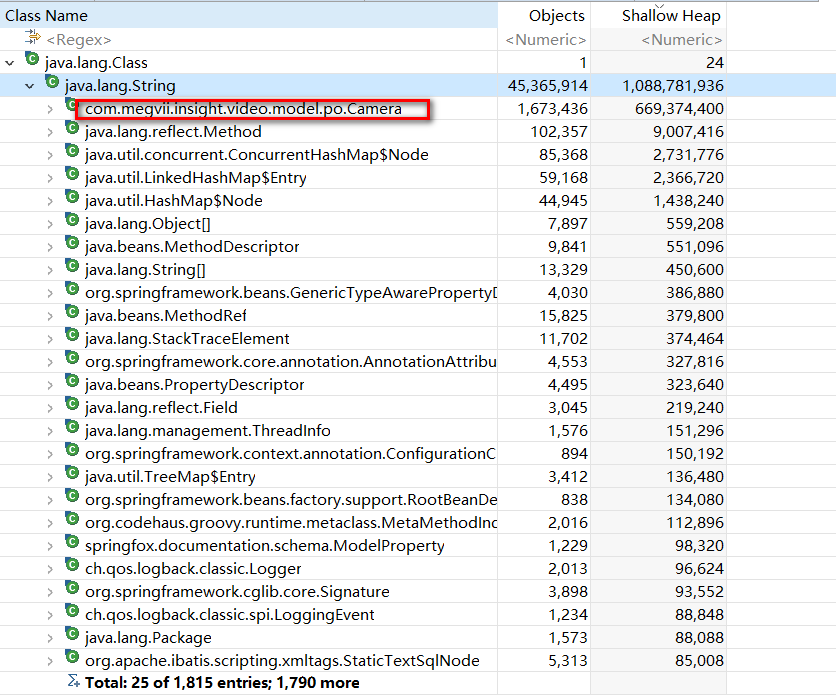 Class Name Objects Shallow Heap
<Regex> <Numeric> <Numeric>
java.lang.Class 1 24
java.lang.String 45,365,914 1,088,781,936
com.megvii.insight.video.model.po.Camera 1,673,436 669,374,400
java.lang.reflect.Method 102,357 9,007,416
java.util.concurrent.ConcurrentHashMap$Node 85,368 2,731,776
java.util.LinkedHashMap$Entry 59,168 2,366,720
java.util.HashMap$Node 44,945 1,438,240
java.lang.Object[] 7,897 559,208
java.beans.MethodDescriptor 9,841 551,096
java.lang.String[] 13,329 450,600
org.springframework.beans.GenericTypeAwarePropertyD 4,030 386,880
java.beans.MethodRef 15,825 379,800
java.lang.StackTraceElement 11,702 374,464
org.springframework.core.annotation.AnnotationAttribu 4,553 327,816
java.beans.PropertyDescriptor 4,495 323,640
java.lang.reflect.Field 3,045 219,240
java.lang.management.ThreadInfo 1,576 151,296
org.springframework.context.annotation.ConfigurationC 894 150,192
java.util.TreeMap$Entry 3,412 136,480
org.springframework.beans.factory.support.RootBeanDe 838 134,080
org.codehaus.groovy.runtime.metaclass.MetaMethodInd 2,016 112,896
springfox.documentation.schema.ModelProperty 1,229 98,320
ch.qos.logback.classic.Logger 2,013 96,624
org.springframework.cglib.core.Signature 3,898 93,552
ch.qos.logback.classic.spi.LoggingEvent 1,234 88,848
java.lang.Package 1,573 88,088
org.apache.ibatis.scripting.xmltags.StaticTextSqlNode 5,313 85,008
Total: 25 of 1,815 entries; 1,790 more